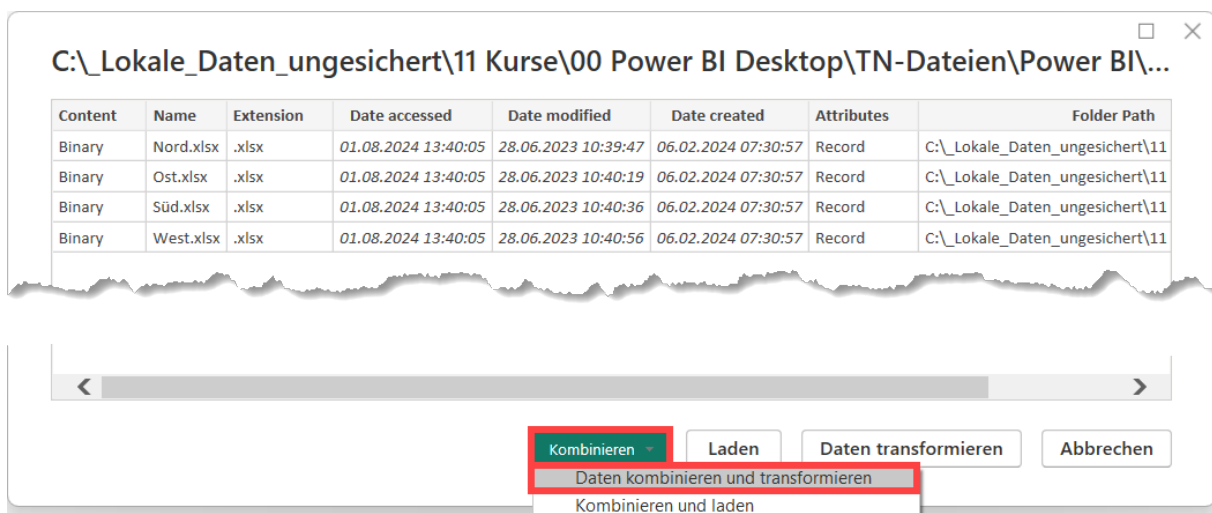 C:\_Lokale_Daten_ungesichert\11 Kurse\00 Power BI Desktop\TN-Dateien\Power BI\...
Content Name Extension Date accessed Date modified Date created Attributes Folder Path
Binary Nord.xlsx .xlsx 01.08.2024 13:40:05 28.06.2023 10:39:47 06.02.2024 07:30:57 Record C:\_Lokale_Daten_ungesichert\11
Binary Ost.xlsx .xlsx 01.08.2024 13:40:05 28.06.2023 10:40:19 06.02.2024 07:30:57 Record C:\_Lokale_Daten_ungesichert\11
Binary Süd.xlsx .xlsx 01.08.2024 13:40:05 28.06.2023 10:40:36 06.02.2024 07:30:57 Record C:\_Lokale_Daten_ungesichert\11
Binary West.xlsx .xlsx 01.08.2024 13:40:05 28.06.2023 10:40:56 06.02.2024 07:30:57 Record C:\_Lokale_Daten_ungesichert\11
Kombinieren Laden Daten transformieren Abbrechen
Daten kombinieren und transformieren
Kombinieren und laden